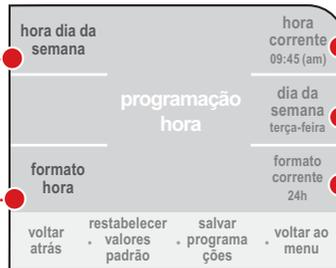 hora dia da
semana
hora
corrente
09:45 (am)
programação
hora
dia da
semana
terça-feira
formato
hora
formato
corrente
24h
voltar
atrás
restabelecer
valores
padrão
salvar
programa
ções
voltar ao
menu